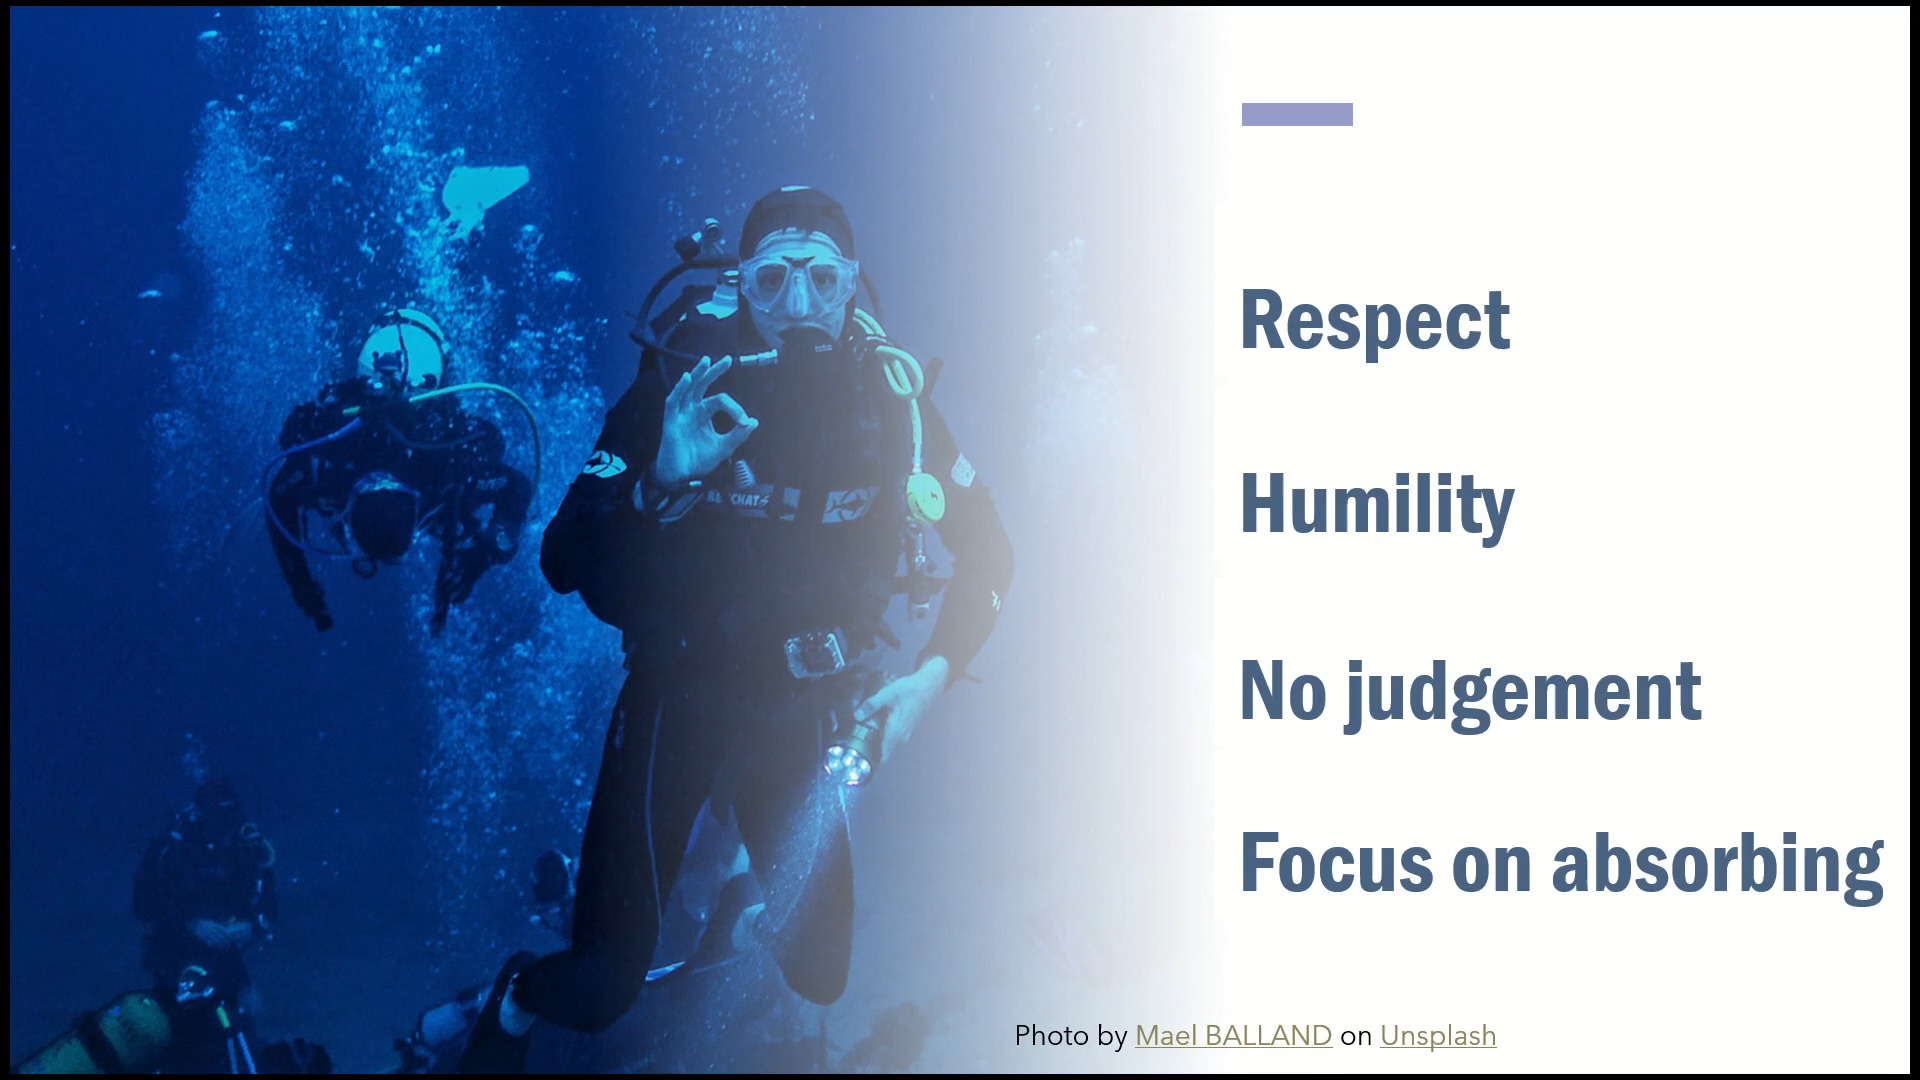 Respect
Humility
No judgement
Focus on absorbing
Photo by Mael BALLAND on Unsplash